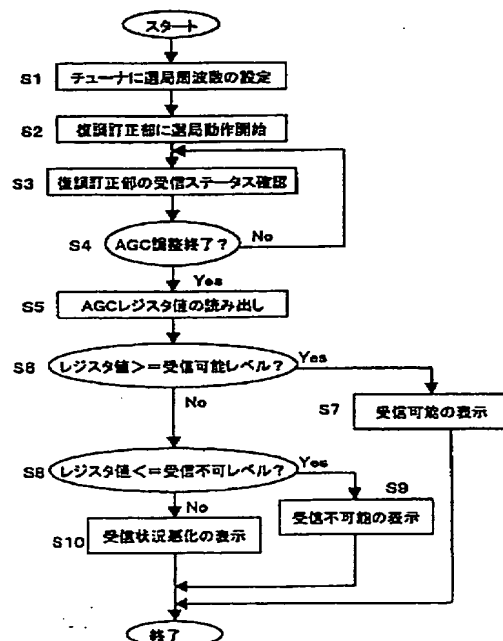 スタート
S1 チューナに選局周波数の設定
S2 復調訂正部に選局動作開始
S3 復調訂正部の受信ステータス確認
S4 AGC調整終了?
No
Yes
S5 AGCレジスタ値の読み出し
S6 レジスタ値>=受信可能レベル?
Yes
No
S7 受信可能の表示
S8 レジスタ値<=受信不可レベル?
Yes
No
S9 受信不可能の表示
S10 受信状況悪化の表示
終了